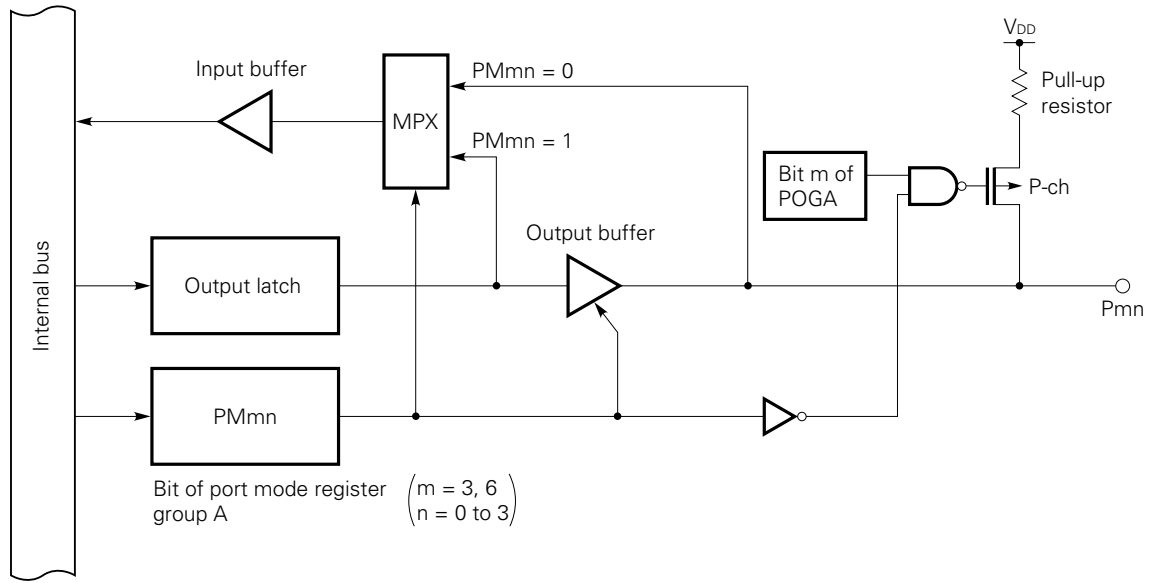 VDD
Input buffer
PMmn = 0
Pull-up
resistor
MPX
PMmn = 1
Bit m of
POGA
P-ch
Output buffer
Internal bus
Output latch
Pmn
PMmn
Bit of port mode register
group A
m = 3, 6
n = 0 to 3